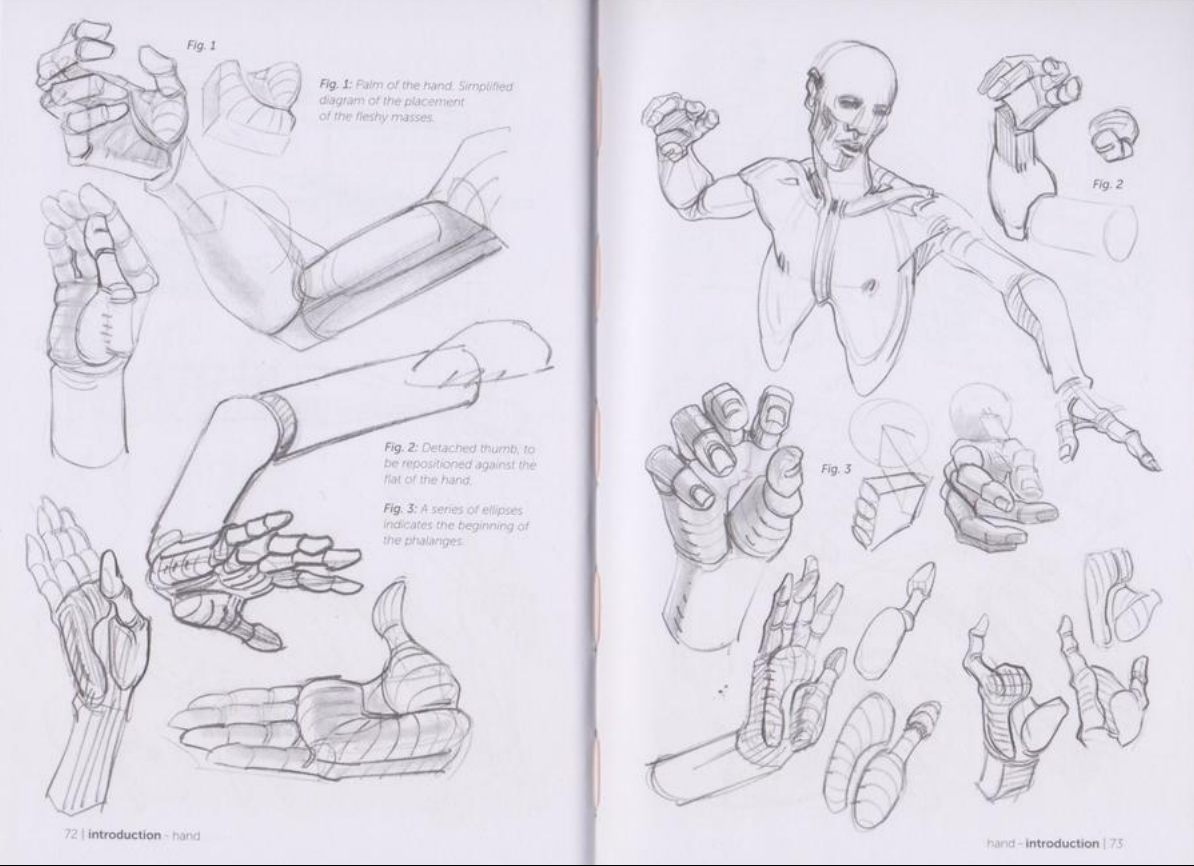 Fig. 1
Fig. 1: Palm of the hand. Simplified
diagram of the placement
of the fleshy masses.
Fig. 2: Detached thumb, to
be repositioned against the
flat of the hand.
Fig. 3: A series of ellipses
indicates the beginning of
the phalanges.
72 | introduction - hand
Fig. 2
Fig. 3
hand - introduction | 73